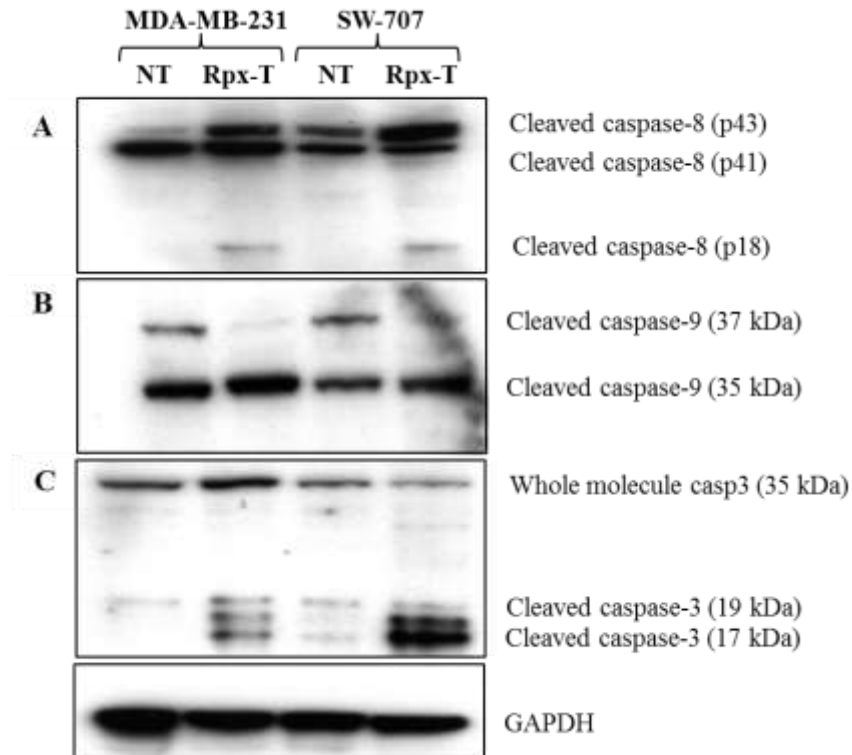 MDA-MB-231 SW-707
NT Rpx-T NT Rpx-T
A
Cleaved caspase-8 (p43)
Cleaved caspase-8 (p41)
Cleaved caspase-8 (p18)
B
Cleaved caspase-9 (37 kDa)
Cleaved caspase-9 (35 kDa)
C
Whole molecule casp3 (35 kDa)
Cleaved caspase-3 (19 kDa)
Cleaved caspase-3 (17 kDa)
GAPDH